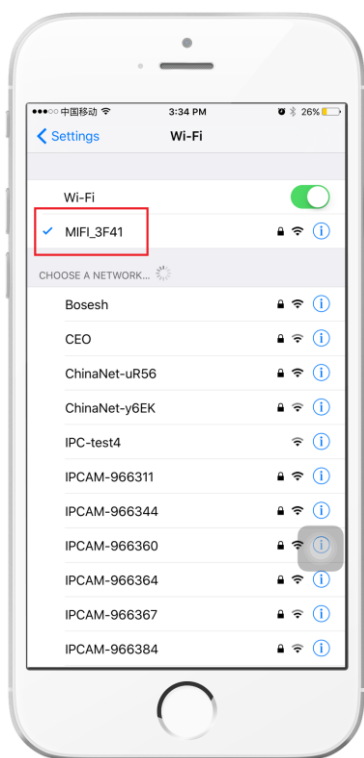 中国移动 3:34 PM 26%
Settings Wi-Fi
Wi-Fi
MIFI_3F41
CHOOSE A NETWORK...
Bosesh
CEO
ChinaNet-uR56
ChinaNet-y6EK
IPC-test4
IPCAM-966311
IPCAM-966344
IPCAM-966360
IPCAM-966364
IPCAM-966367
IPCAM-966384